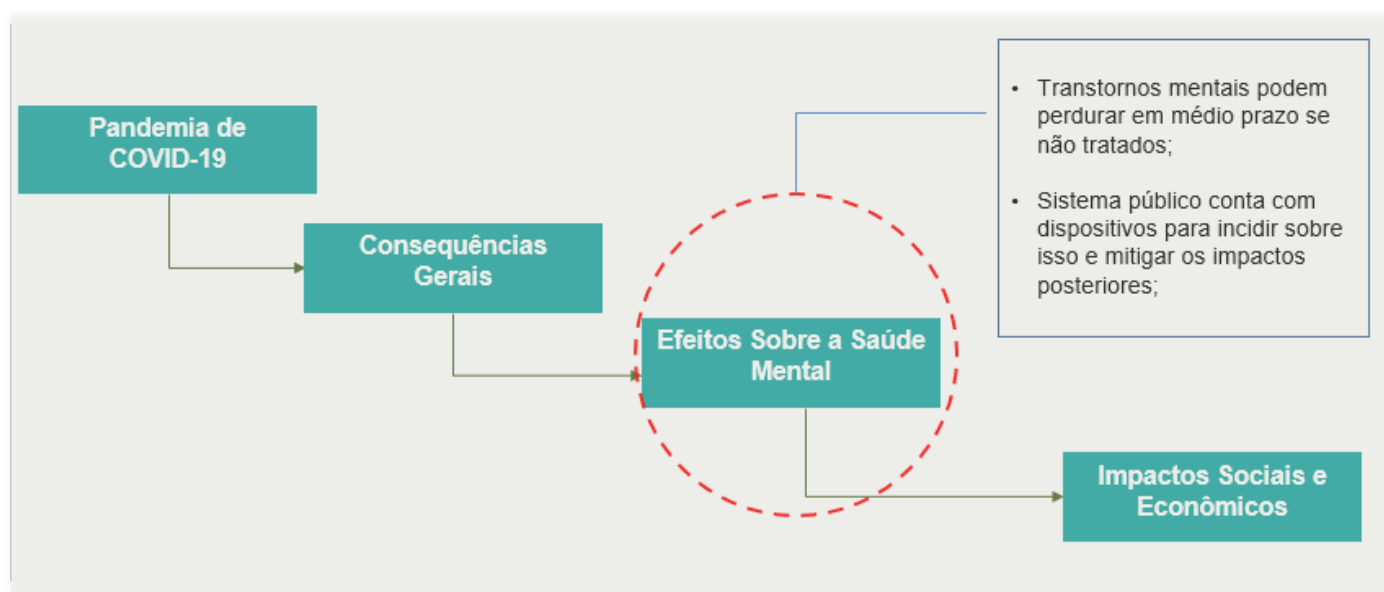 Pandemia de
COVID-19
Consequências
Gerais
Efeitos Sobre a Saúde
Mental
Impactos Sociais e
Econômicos
• Transtornos mentais podem
perdurar em médio prazo se
não tratados;
• Sistema público conta com
dispositivos para incidir sobre
isso e mitigar os impactos
posteriores;